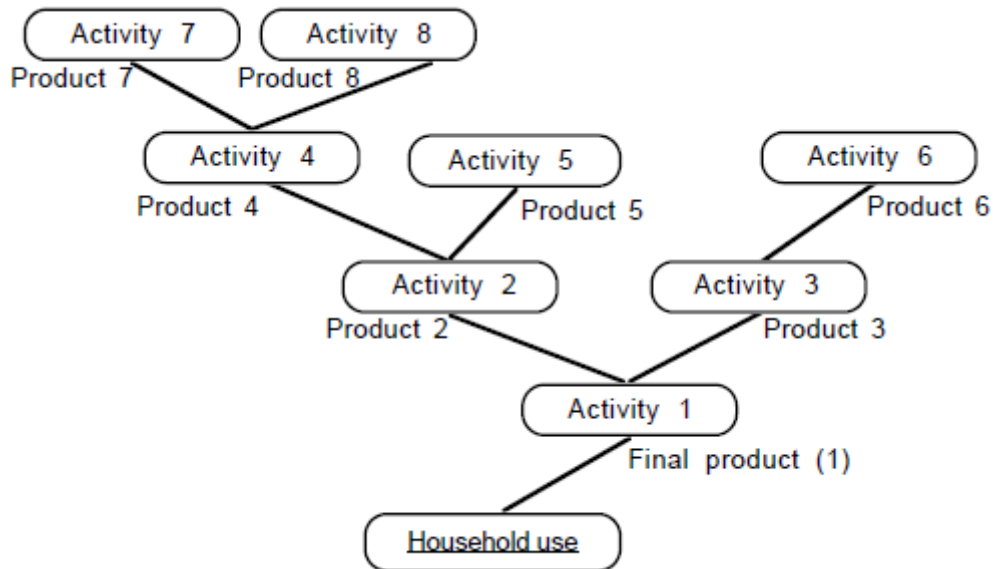 Activity 7
Activity 8
Product 7
Product 8
Activity 4
Activity 5
Activity 6
Product 4
Product 5
Product 6
Activity 2
Activity 3
Product 2
Product 3
Activity 1
Final product (1)
Household use